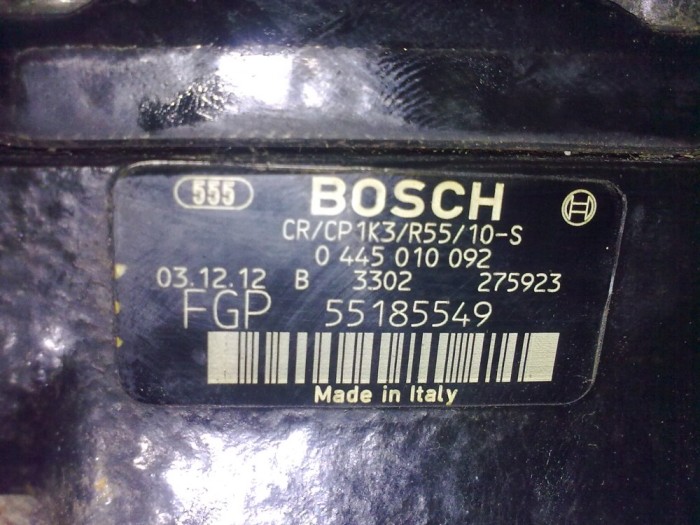 555 BOSCH
CR/CP1K3/R55/10-S
0 445 010 092
03.12.12 B 3302 275923
FGP 55185549
Made in Italy